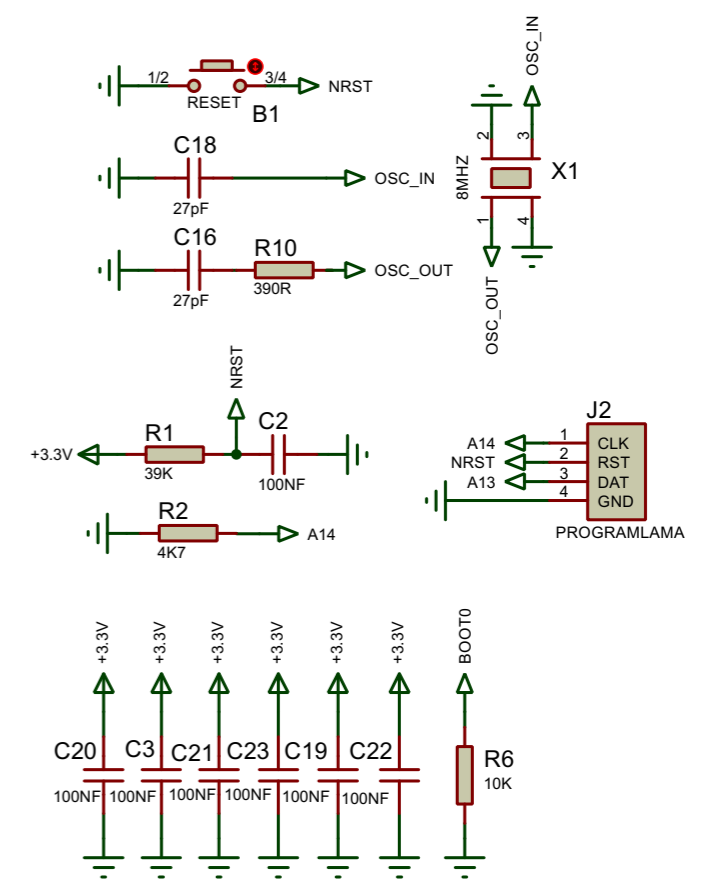 1/2
3/4
NRST
RESET
B1
C18
27pF
OSC_IN
C16
27pF
R10
390R
OSC_OUT
OSC_IN
2
3
8MHZ
X1
1
4
OSC_OUT
NRST
+3.3V
R1
39K
C2
100NF
R2
4K7
A14
J2
A14
1
CLK
NRST
2
RST
A13
3
DAT
4
GND
PROGRAMLAMA
+3.3V
+3.3V
+3.3V
+3.3V
+3.3V
+3.3V
BOOT0
C20
C3
C21
C23
C19
C22
100NF
100NF
100NF
100NF
100NF
100NF
R6
10K